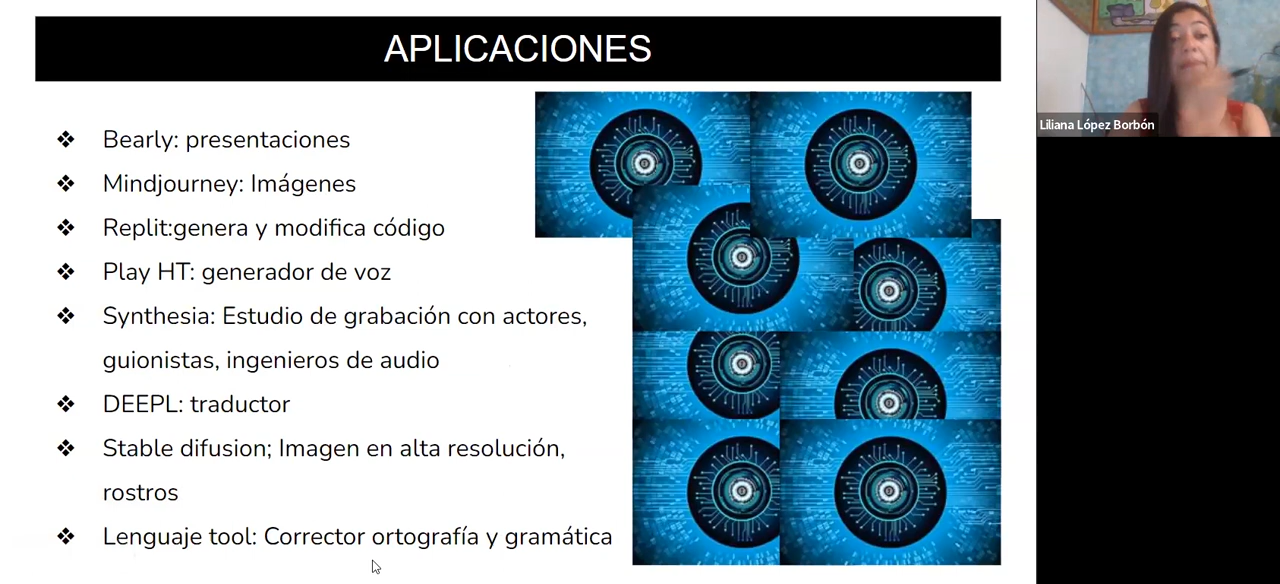 APLICACIONES
❖ Bearly: presentaciones
❖ Mindjourney: Imágenes
❖ Replit:genera y modifica código
❖ Play HT: generador de voz
❖ Synthesia: Estudio de grabación con actores,
guionistas, ingenieros de audio
❖ DEEPL: traductor
❖ Stable difusion; Imagen en alta resolución,
rostros
❖ Lenguaje tool: Corrector ortografía y gramática
Liliana López Borbón